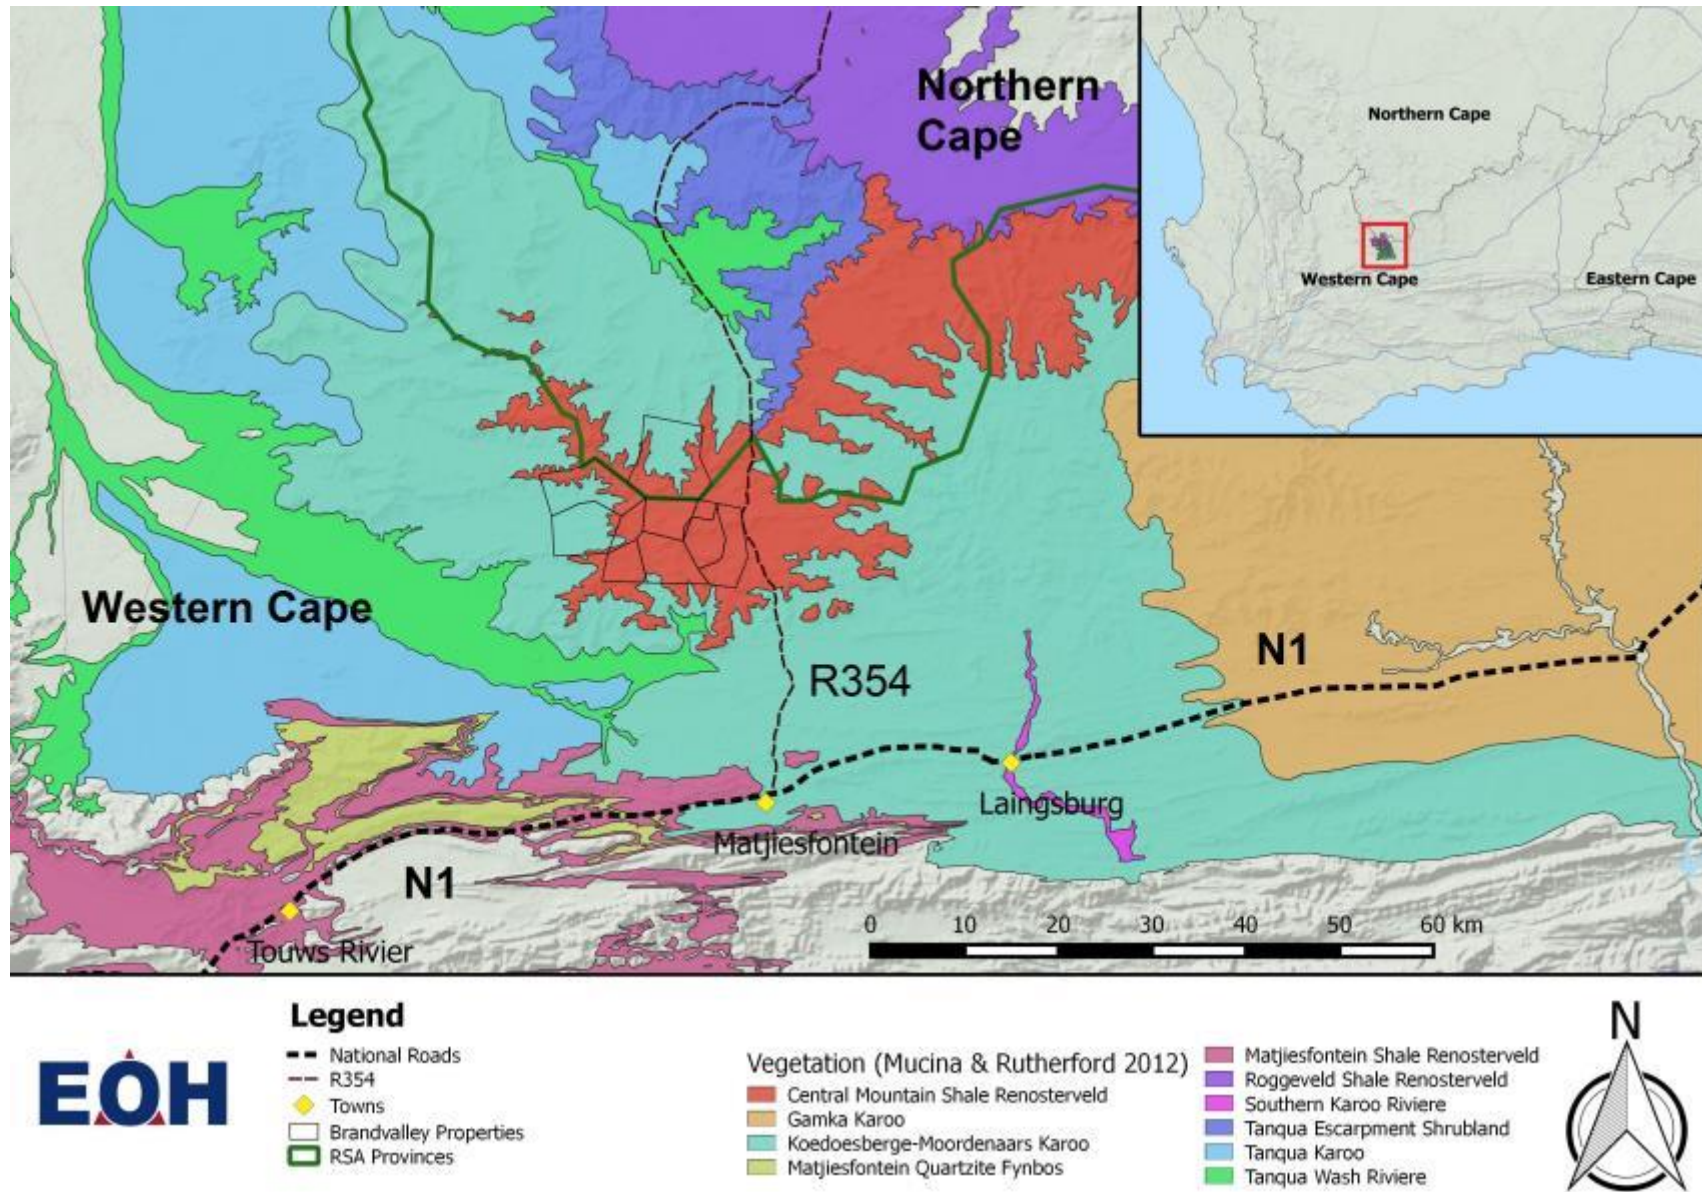 Northern
Cape
Northern Cape
Western Cape
Eastern Cape
Western Cape
N1
R354
Laingsburg
Matjiesfontein
N1
Touws Rivier
0 10 20 30 40 50 60 km
EOH
Legend
National Roads
R354
Towns
Brandvalley Properties
RSA Provinces
Vegetation (Mucina & Rutherford 2012)
Central Mountain Shale Renosterveld
Gamka Karoo
Koedoesberge-Moordenaars Karoo
Matjiesfontein Quartzite Fynbos
Matjiesfontein Shale Renosterveld
Roggeveld Shale Renosterveld
Southern Karoo Riviere
Tanqua Escarpment Shrubland
Tanqua Karoo
Tanqua Wash Riviere
N